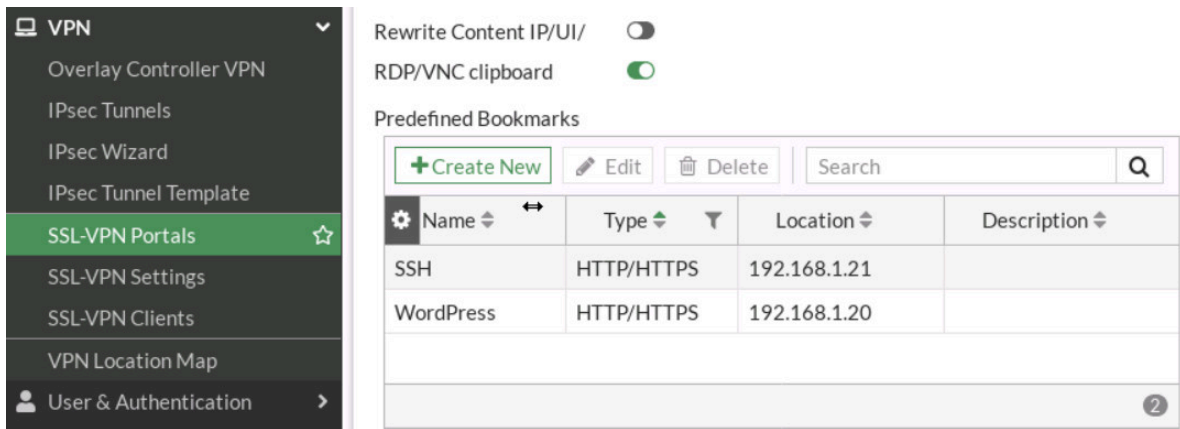 VPN
Overlay Controller VPN
IPsec Tunnels
IPsec Wizard
IPsec Tunnel Template
SSL-VPN Portals
SSL-VPN Settings
SSL-VPN Clients
VPN Location Map
User & Authentication
Rewrite Content IP/UI/
RDP/VNC clipboard
Predefined Bookmarks
+Create New Edit Delete Search
Name Type Location Description
SSH HTTP/HTTPS 192.168.1.21
WordPress HTTP/HTTPS 192.168.1.20
2